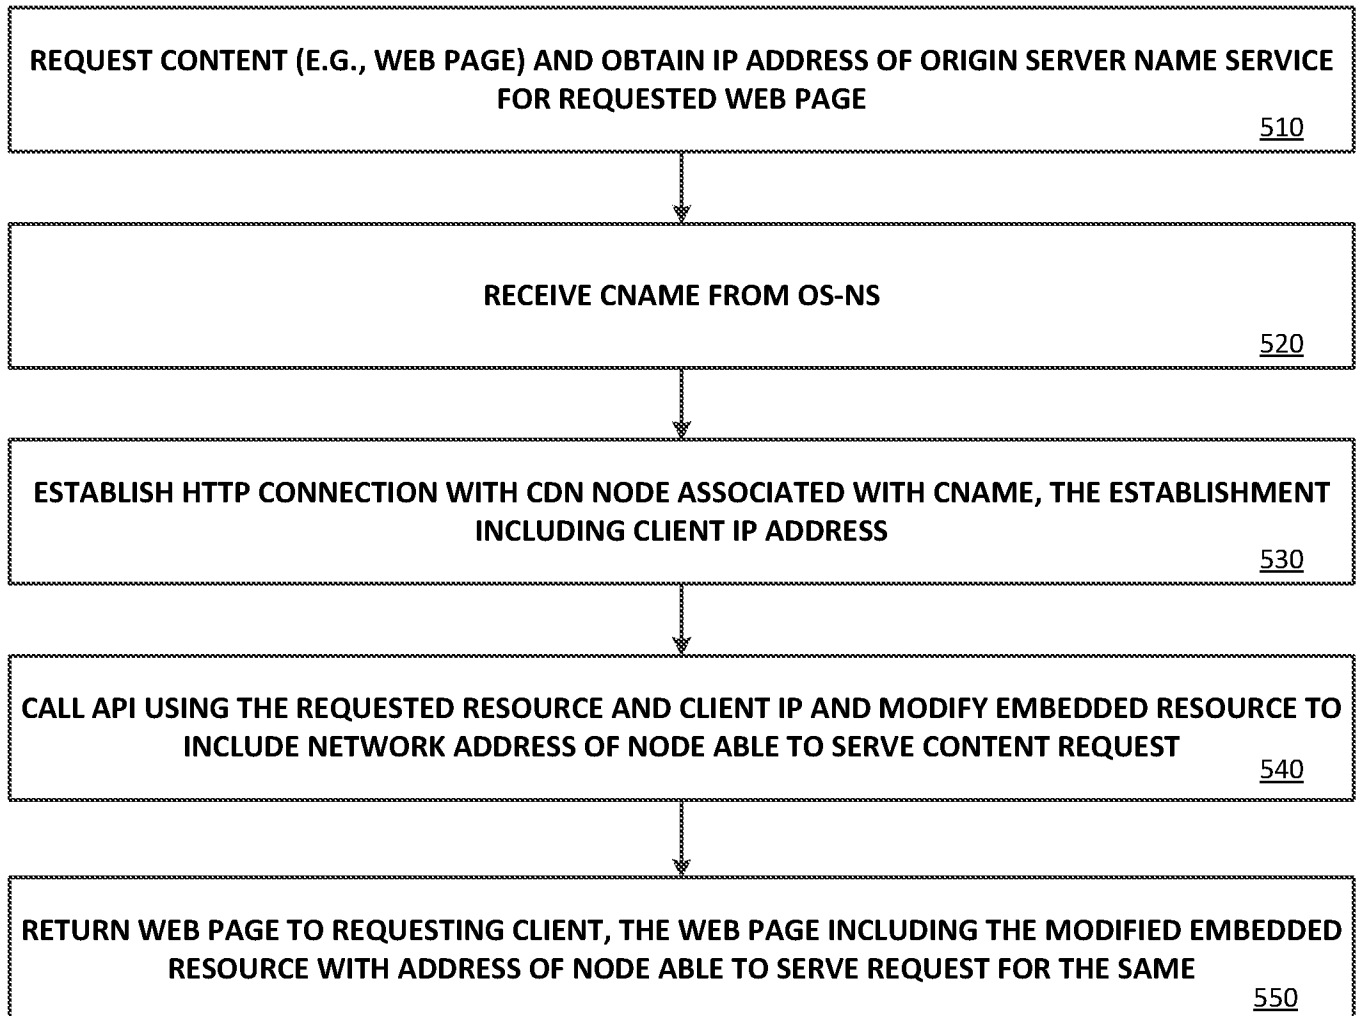 REQUEST CONTENT (E.G., WEB PAGE) AND OBTAIN IP ADDRESS OF ORIGIN SERVER NAME SERVICE
FOR REQUESTED WEB PAGE
510
RECEIVE CNAME FROM OS-NS
520
ESTABLISH HTTP CONNECTION WITH CDN NODE ASSOCIATED WITH CNAME, THE ESTABLISHMENT
INCLUDING CLIENT IP ADDRESS
530
CALL API USING THE REQUESTED RESOURCE AND CLIENT IP AND MODIFY EMBEDDED RESOURCE TO
INCLUDE NETWORK ADDRESS OF NODE ABLE TO SERVE CONTENT REQUEST
540
RETURN WEB PAGE TO REQUESTING CLIENT, THE WEB PAGE INCLUDING THE MODIFIED EMBEDDED
RESOURCE WITH ADDRESS OF NODE ABLE TO SERVE REQUEST FOR THE SAME
550